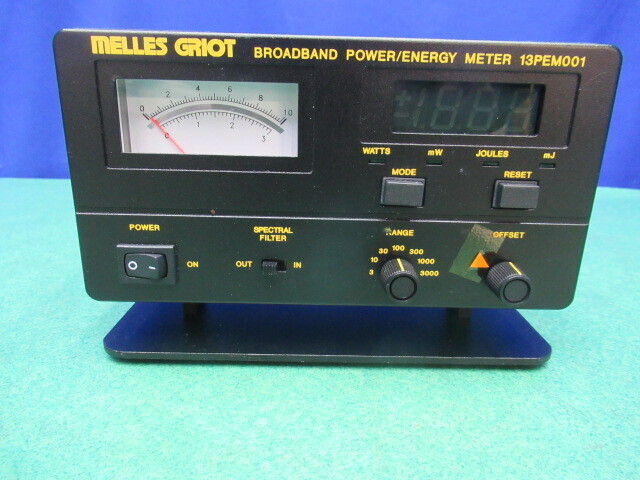 MELLES GRIOT BROADBAND POWER/ENERGY METER 13PEM001
0 2 4 6 8 10
0 1 2 3
WATTS mW JOULES mJ
MODE RESET
POWER SPECTRAL FILTER RANGE OFFSET
O – ON OUT IN
3 10 30 100 300 1000 3000